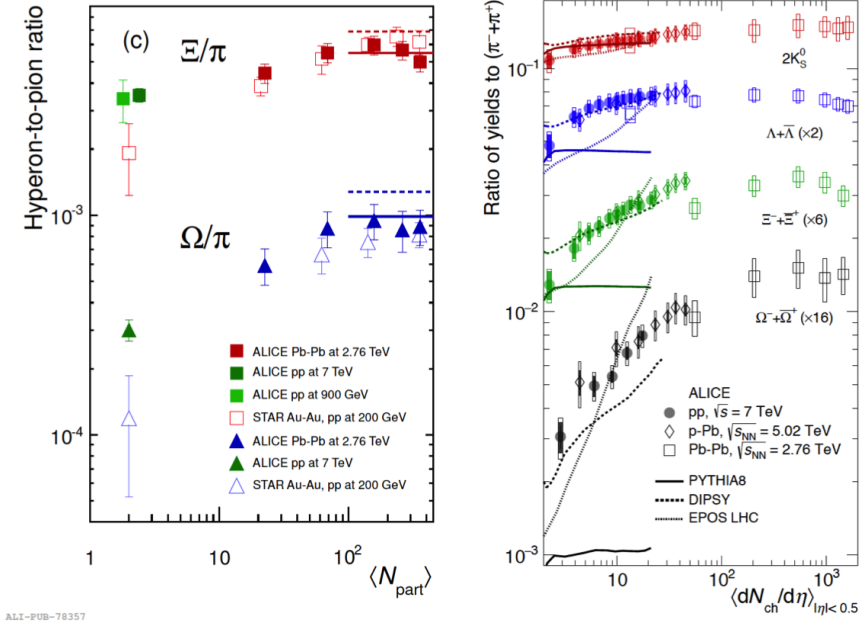 Hyperon-to-pion ratio
(c)
Ξ/π
Ω/π
10⁻³
10⁻⁴
ALICE Pb-Pb at 2.76 TeV
ALICE pp at 7 TeV
ALICE pp at 900 GeV
STAR Au-Au, pp at 200 GeV
ALICE Pb-Pb at 2.76 TeV
ALICE pp at 7 TeV
STAR Au-Au, pp at 200 GeV
1
10
10²
⟨N_part⟩
ALI-PUB-78357
Ratio of yields to (π⁻+π⁺)
10⁻¹
10⁻²
10⁻³
2K⁰_S
Λ+Λ̅ (×2)
Ξ⁻+Ξ̅⁺ (×6)
Ω⁻+Ω̅⁺ (×16)
ALICE
pp, √s = 7 TeV
p-Pb, √s_NN = 5.02 TeV
Pb-Pb, √s_NN = 2.76 TeV
PYTHIA8
DIPSY
EPOS LHC
10
10²
10³
⟨dN_ch/dη⟩_|η|< 0.5